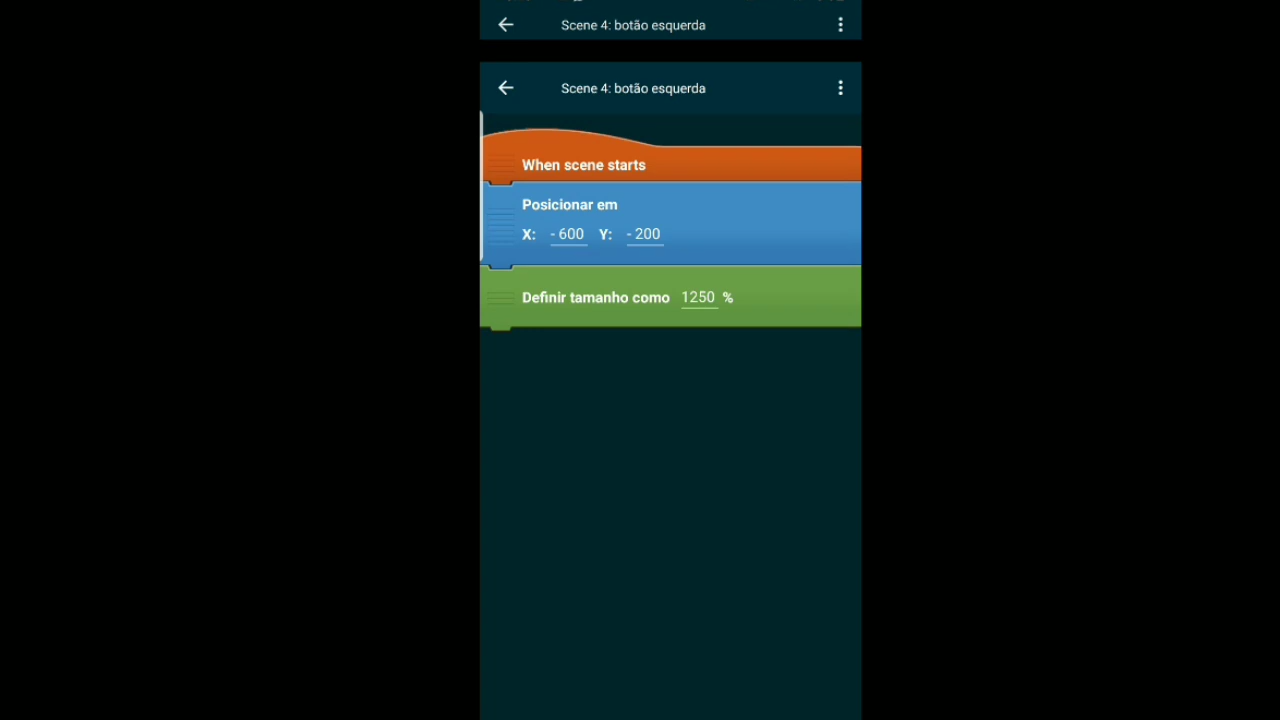 Scene 4: botão esquerda
Scene 4: botão esquerda
When scene starts
Posicionar em
X: - 600 Y: - 200
Definir tamanho como 1250 %